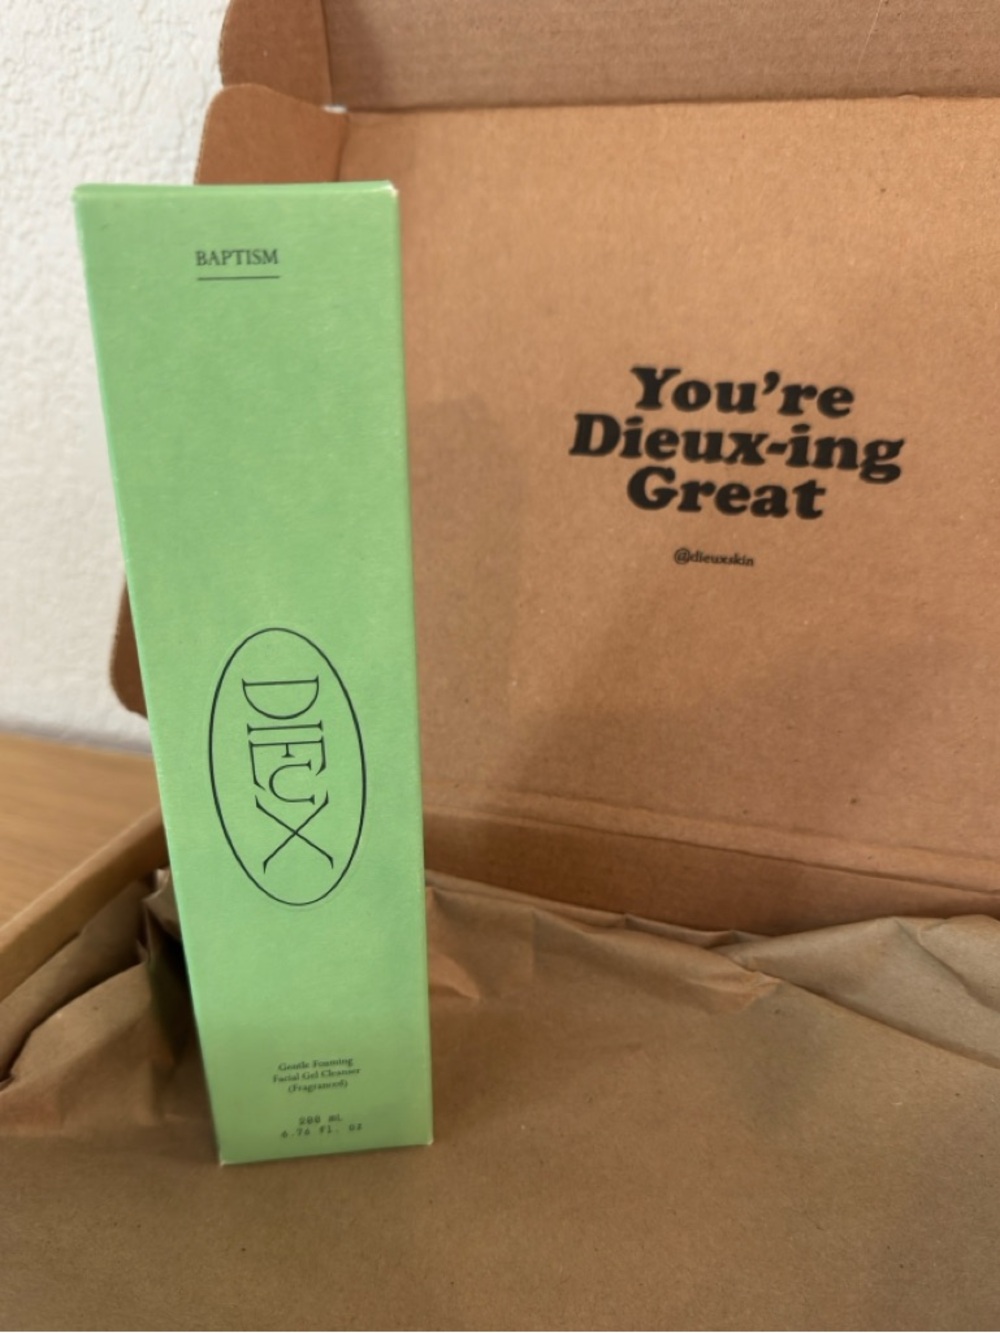 BAPTISM
DIEUX
Gentle Foaming
Facial Gel Cleanser
(Fragranced)
200 mL
6.76 fl. oz
You're
Dieux-ing
Great
@dieuxskin